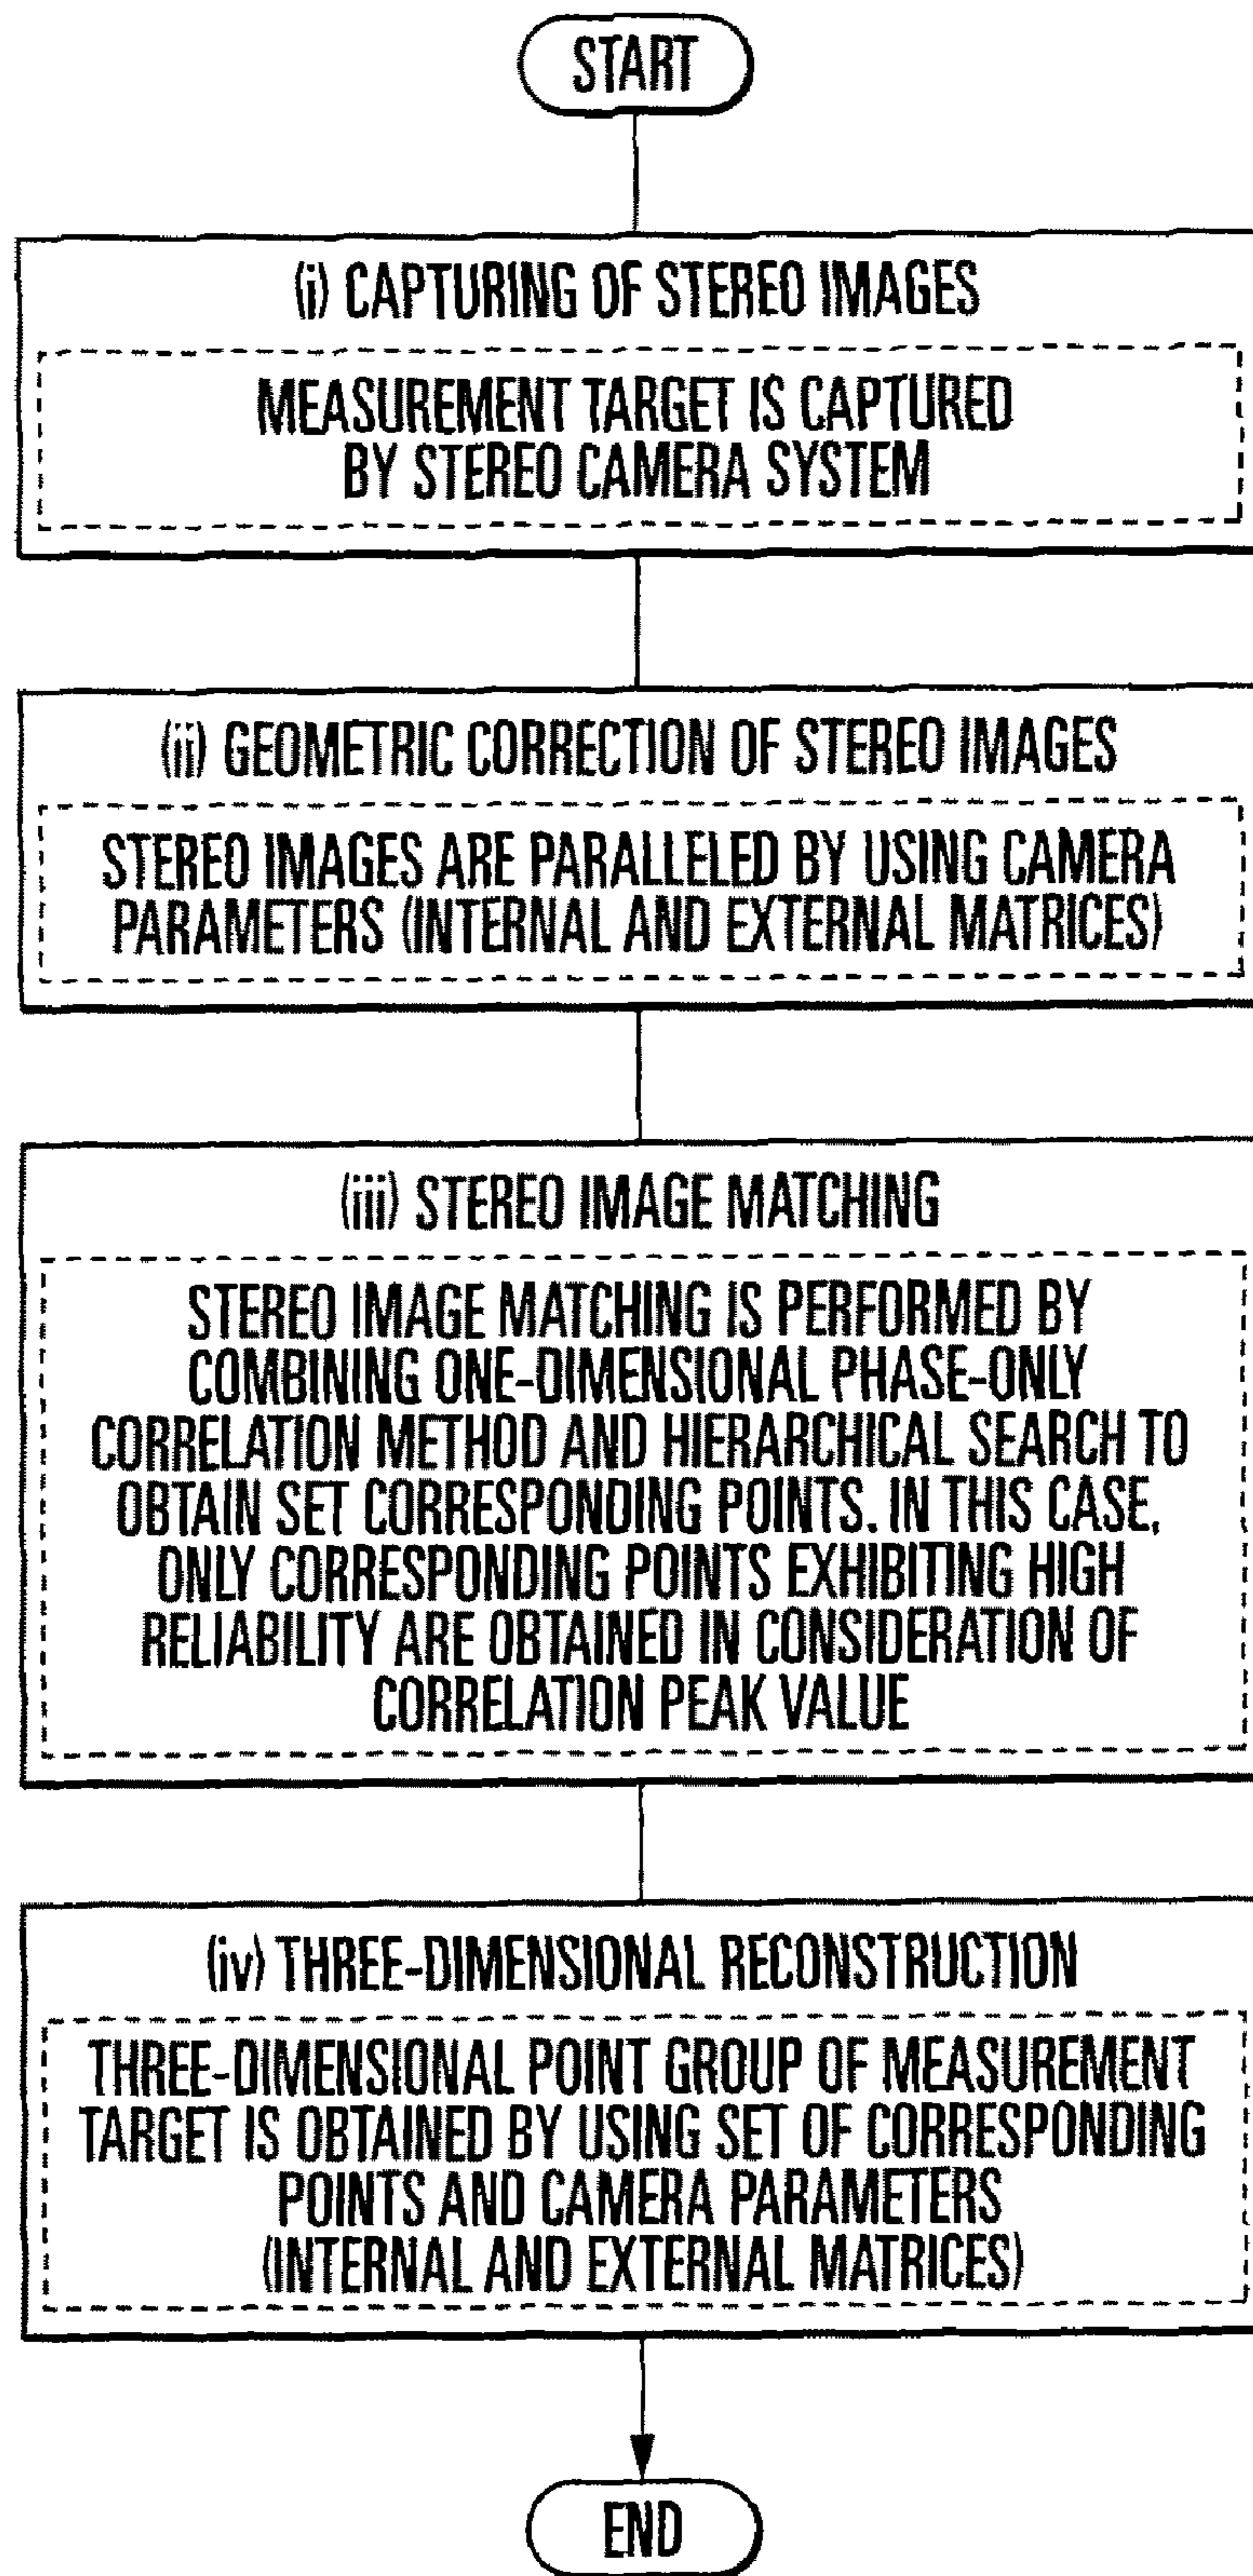 START
(i) CAPTURING OF STEREO IMAGES
MEASUREMENT TARGET IS CAPTURED
BY STEREO CAMERA SYSTEM
(ii) GEOMETRIC CORRECTION OF STEREO IMAGES
STEREO IMAGES ARE PARALLELED BY USING CAMERA
PARAMETERS (INTERNAL AND EXTERNAL MATRICES)
(iii) STEREO IMAGE MATCHING
STEREO IMAGE MATCHING IS PERFORMED BY
COMBINING ONE-DIMENSIONAL PHASE-ONLY
CORRELATION METHOD AND HIERARCHICAL SEARCH TO
OBTAIN SET CORRESPONDING POINTS. IN THIS CASE,
ONLY CORRESPONDING POINTS EXHIBITING HIGH
RELIABILITY ARE OBTAINED IN CONSIDERATION OF
CORRELATION PEAK VALUE
(iv) THREE-DIMENSIONAL RECONSTRUCTION
THREE-DIMENSIONAL POINT GROUP OF MEASUREMENT
TARGET IS OBTAINED BY USING SET OF CORRESPONDING
POINTS AND CAMERA PARAMETERS
(INTERNAL AND EXTERNAL MATRICES)
END